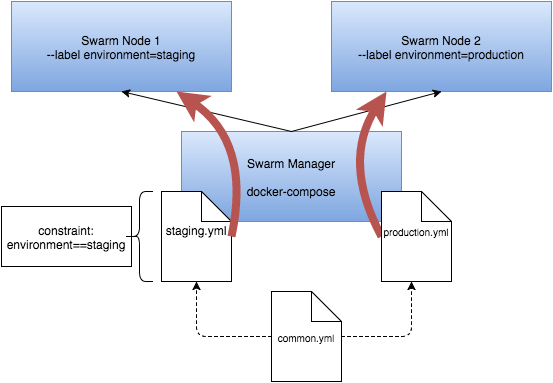 Swarm Node 1
--label environment=staging
Swarm Node 2
--label environment=production
Swarm Manager
docker-compose
constraint:
environment==staging
staging.yml
production.yml
common.yml